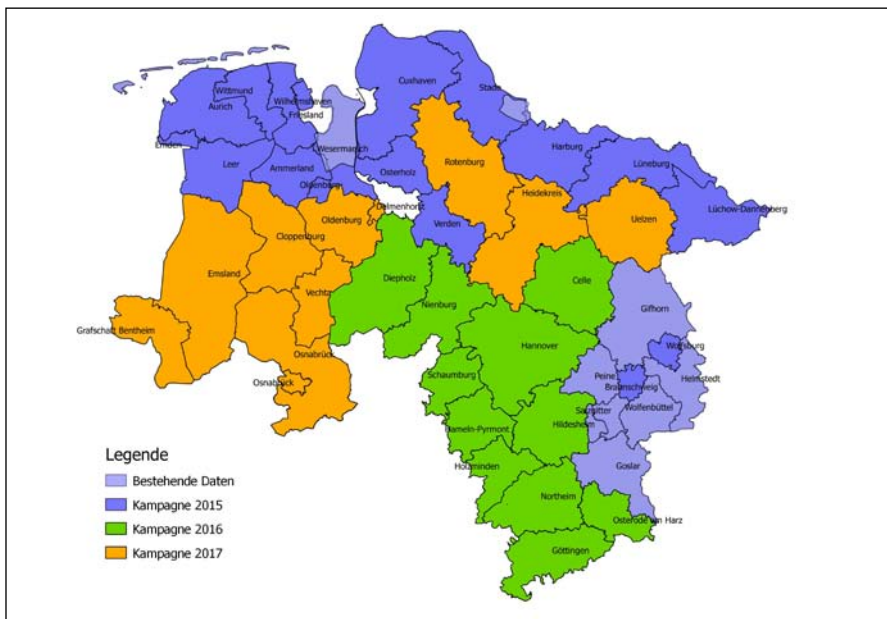 Cuxhaven
Stade
Wittmund
Wilhelmshaven
Aurich
Friesland
Emden
Wesermarsch
Leer
Ammerland
Oldenburg
Osterholz
Rotenburg
Harburg
Lüneburg
Lüchow-Dannenberg
Heidekreis
Uelzen
Delmenhorst
Oldenburg
Verden
Cloppenburg
Emsland
Vechta
Diepholz
Nienburg
Celle
Gifhorn
Grafschaft Bentheim
Osnabrück
Osnabrück
Hannover
Wolfsburg
Schaumburg
Peine
Braunschweig
Helmstedt
Salzgitter
Wolfenbüttel
Hameln-Pyrmont
Hildesheim
Holzminden
Goslar
Northeim
Osterode am Harz
Göttingen
Legende
Bestehende Daten
Kampagne 2015
Kampagne 2016
Kampagne 2017